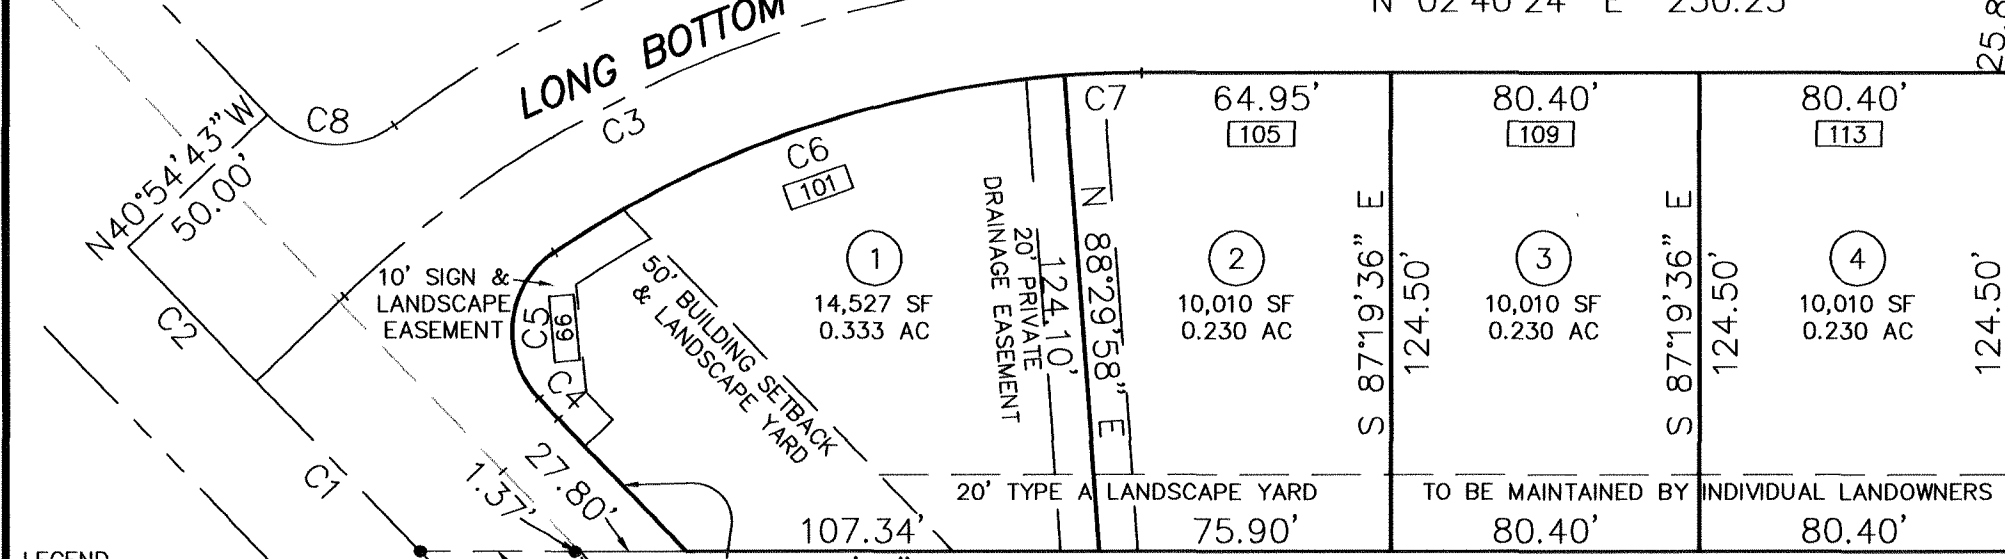 N 02°40'24" E 250.25'
25.8
LONG BOTTOM
C8
C3
N40°54'43"W
50.00'
C2
C1
C6
101
C7
64.95'
105
80.40'
109
80.40'
113
10' SIGN &
LANDSCAPE
EASEMENT
C5
99
C4
50' BUILDING SETBACK
& LANDSCAPE YARD
1
14,527 SF
0.333 AC
20' PRIVATE
DRAINAGE EASEMENT
124.10'
N 88°29'58" E
2
10,010 SF
0.230 AC
S 87°19'36" E
124.50'
3
10,010 SF
0.230 AC
S 87°19'36" E
124.50'
4
10,010 SF
0.230 AC
124.50'
27.80'
1.37'
20' TYPE A LANDSCAPE YARD
TO BE MAINTAINED BY INDIVIDUAL LANDOWNERS
107.34'
75.90'
80.40'
80.40'
LEGEND